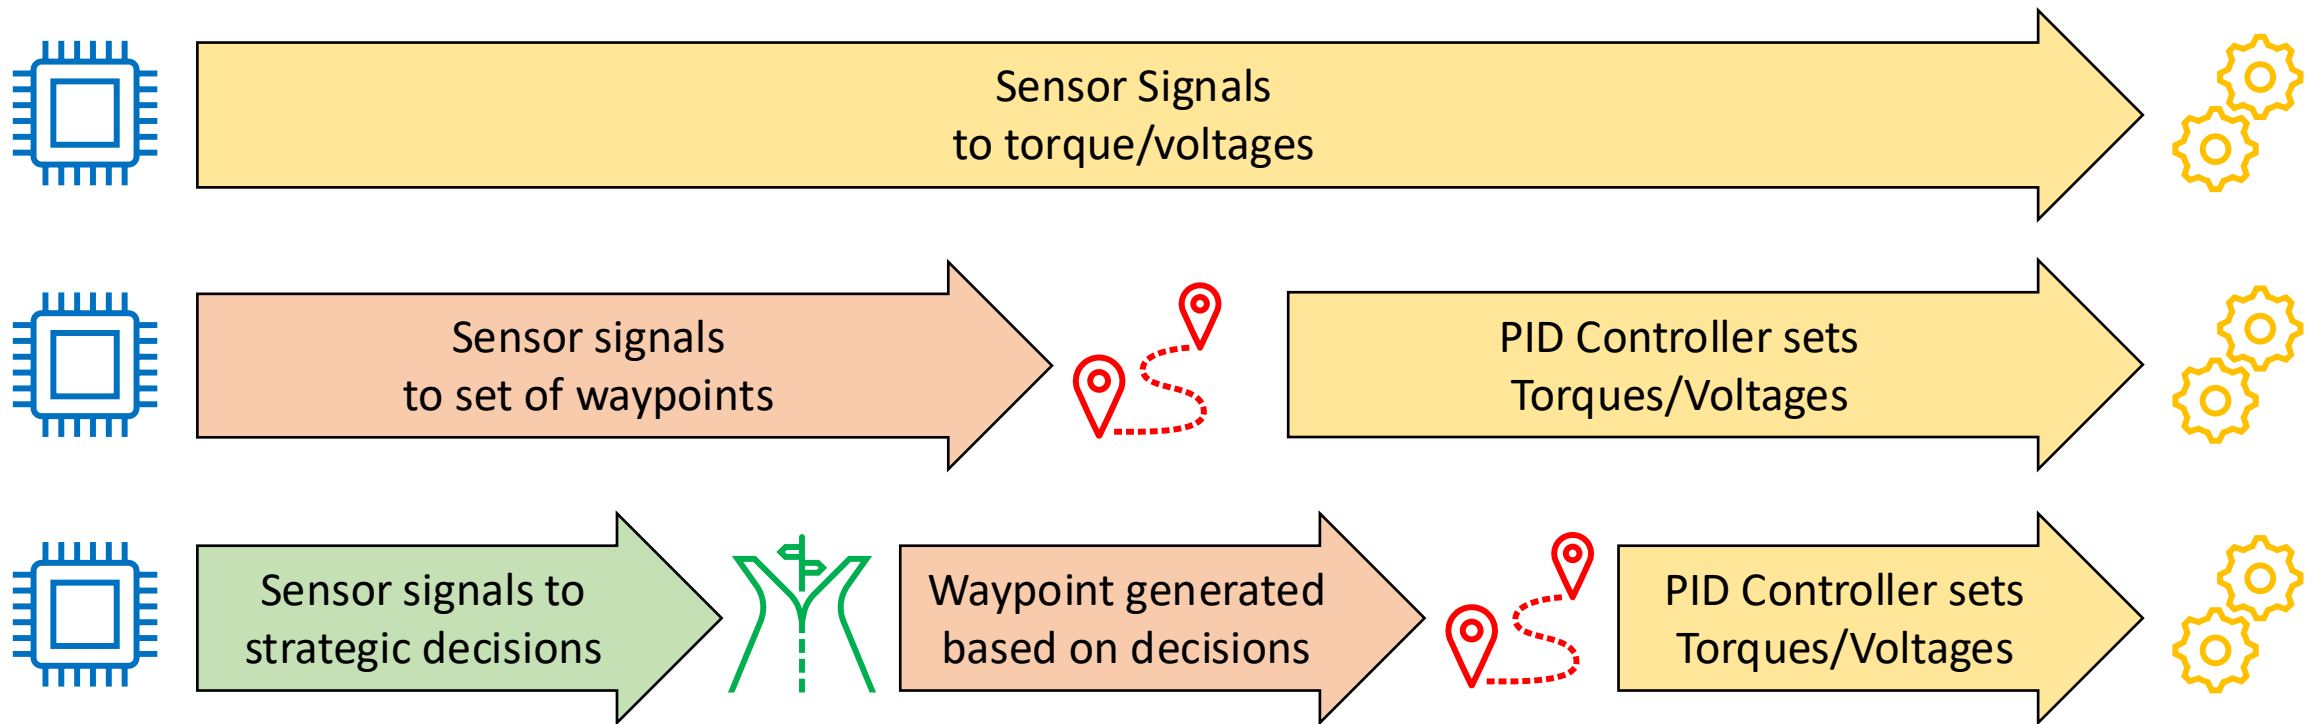 Sensor Signals
to torque/voltages
Sensor signals
to set of waypoints
PID Controller sets
Torques/Voltages
Sensor signals to
strategic decisions
Waypoint generated
based on decisions
PID Controller sets
Torques/Voltages